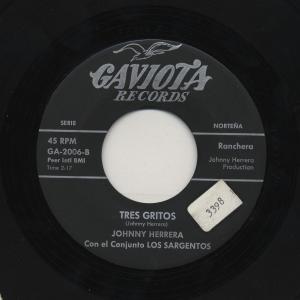 GAVIOTA
RECORDS
SERIE
NORTEÑA
45 RPM
GA-2006-B
Peer Intl BMI
Time 2:17
Ranchera
Johnny Herrera
Production
TRES GRITOS
(Johnny Herrera)
JOHNNY HERRERA
Con el Conjunto LOS SARGENTOS
3398